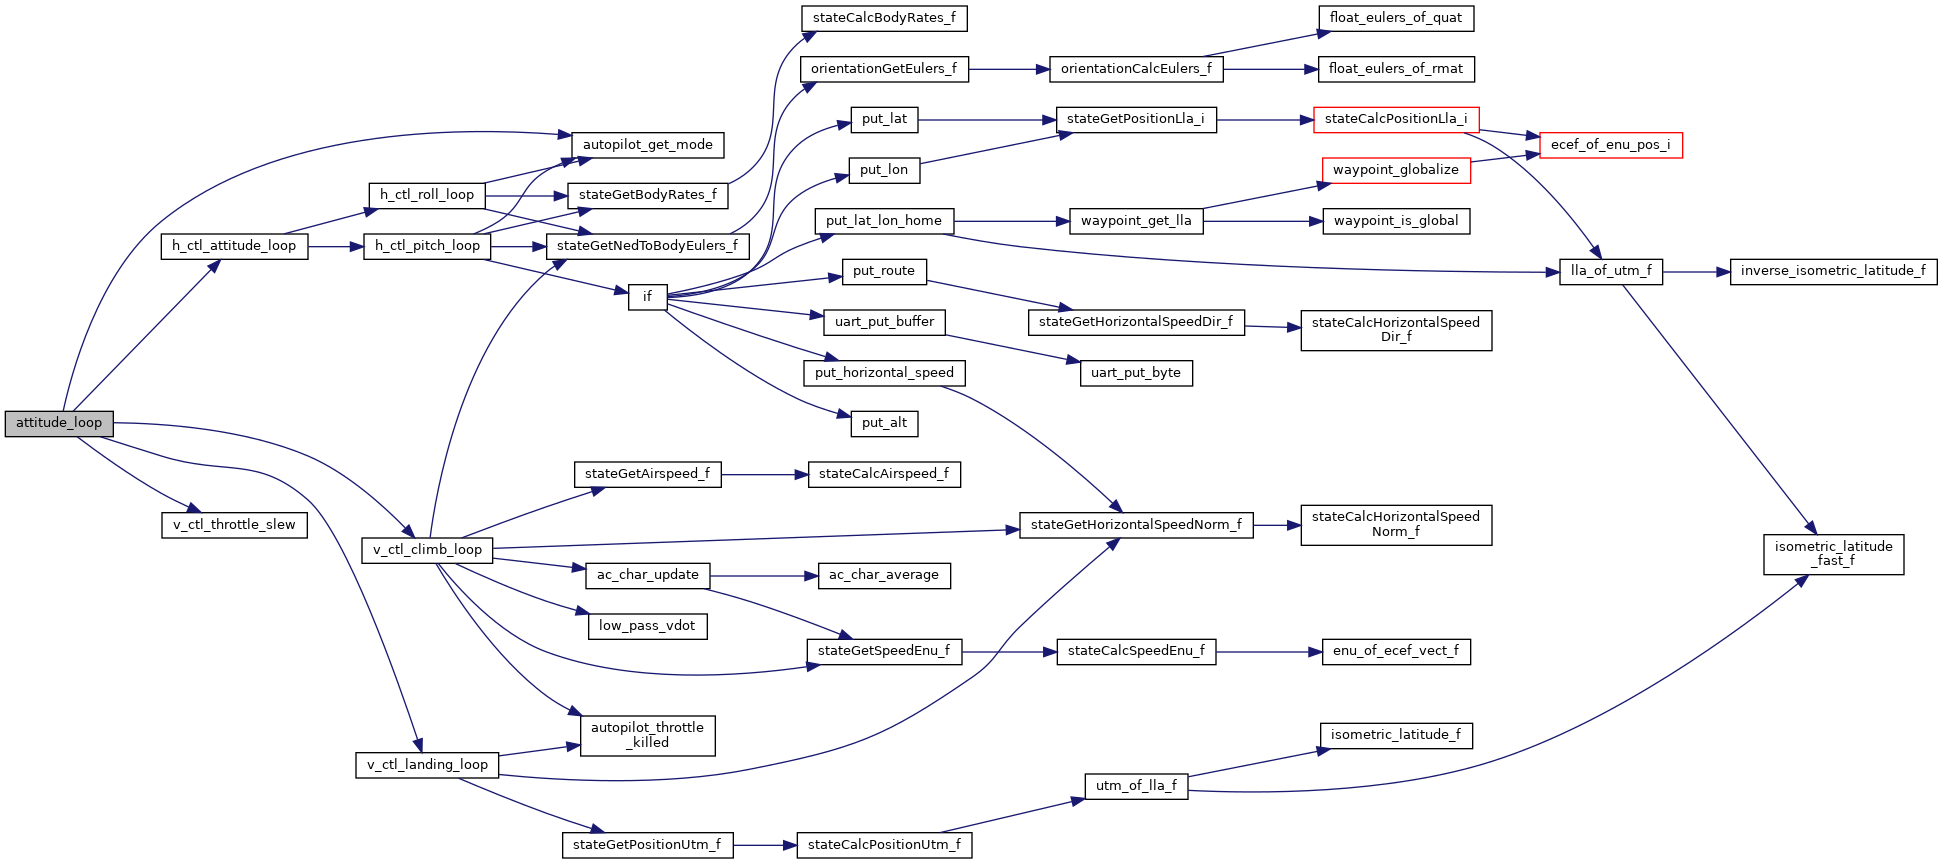 stateCalcBodyRates_f
float_eulers_of_quat
orientationGetEulers_f
orientationCalcEulers_f
float_eulers_of_rmat
put_lat
stateGetPositionLla_i
stateCalcPositionLla_i
autopilot_get_mode
ecef_of_enu_pos_i
put_lon
waypoint_globalize
h_ctl_roll_loop
stateGetBodyRates_f
put_lat_lon_home
waypoint_get_lla
waypoint_is_global
h_ctl_attitude_loop
h_ctl_pitch_loop
stateGetNedToBodyEulers_f
put_route
lla_of_utm_f
inverse_isometric_latitude_f
if
uart_put_buffer
stateGetHorizontalSpeedDir_f
stateCalcHorizontalSpeed
Dir_f
put_horizontal_speed
uart_put_byte
attitude_loop
put_alt
stateGetAirspeed_f
stateCalcAirspeed_f
v_ctl_throttle_slew
stateGetHorizontalSpeedNorm_f
stateCalcHorizontalSpeed
Norm_f
v_ctl_climb_loop
isometric_latitude
_fast_f
ac_char_update
ac_char_average
low_pass_vdot
stateGetSpeedEnu_f
stateCalcSpeedEnu_f
enu_of_ecef_vect_f
autopilot_throttle
_killed
isometric_latitude_f
v_ctl_landing_loop
utm_of_lla_f
stateGetPositionUtm_f
stateCalcPositionUtm_f